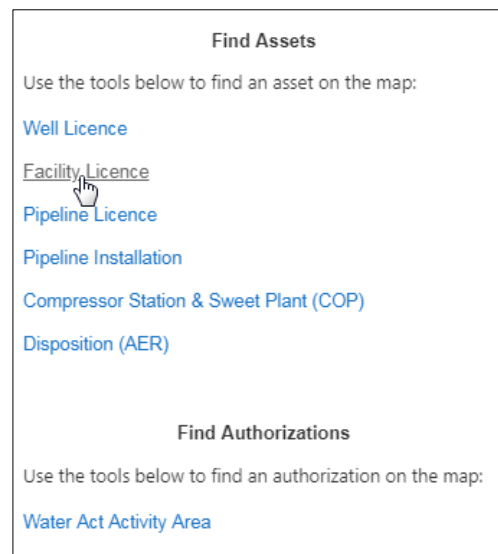 Find Assets
Use the tools below to find an asset on the map:
Well Licence
Facility Licence
Pipeline Licence
Pipeline Installation
Compressor Station & Sweet Plant (COP)
Disposition (AER)
Find Authorizations
Use the tools below to find an authorization on the map:
Water Act Activity Area